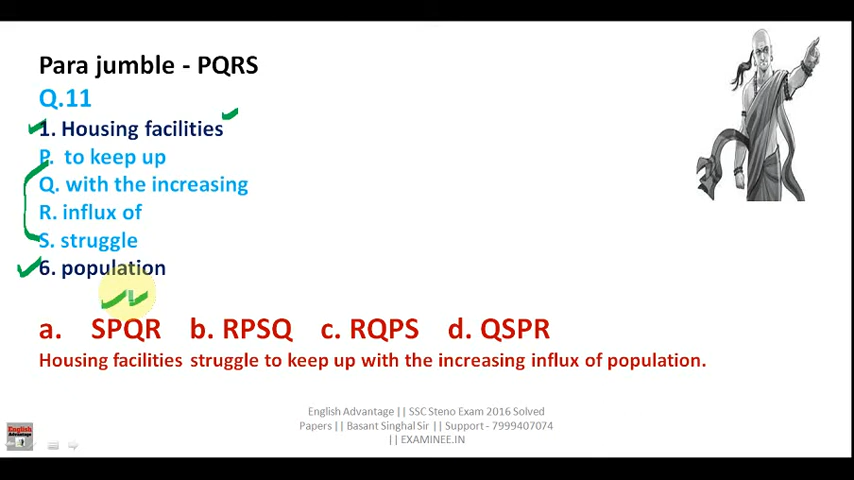 Para jumble - PQRS
Q.11
1. Housing facilities
P. to keep up
Q. with the increasing
R. influx of
S. struggle
6. population
a. SPQR b. RPSQ c. RQPS d. QSPR
Housing facilities struggle to keep up with the increasing influx of population.
English Advantage || SSC Steno Exam 2016 Solved
Papers || Basant Singhal Sir || Support - 7999407074
|| EXAMINEE.IN
English
Advantage